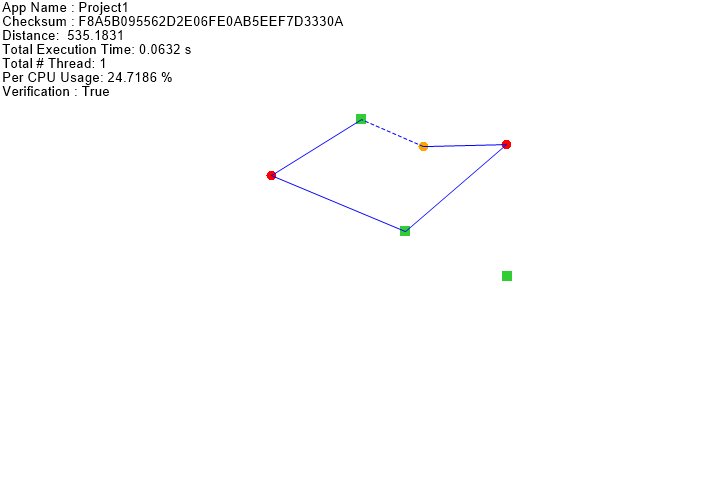 App Name : Project1
Checksum : F8A5B095562D2E06FE0AB5EEF7D3330A
Distance:  535.1831
Total Execution Time: 0.0632 s
Total # Thread: 1
Per CPU Usage: 24.7186 %
Verification : True